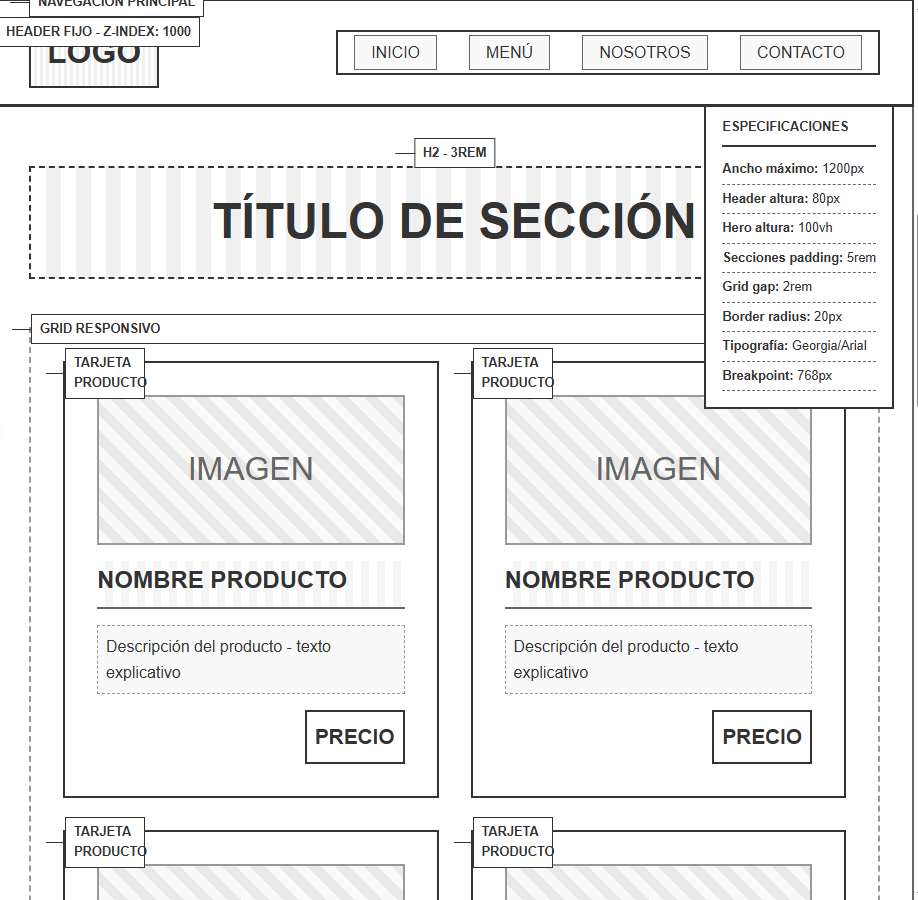 NAVEGACIÓN PRINCIPAL
HEADER FIJO - Z-INDEX: 1000
LOGO
INICIO
MENÚ
NOSOTROS
CONTACTO
ESPECIFICACIONES
Ancho máximo: 1200px
Header altura: 80px
Hero altura: 100vh
Secciones padding: 5rem
Grid gap: 2rem
Border radius: 20px
Tipografía: Georgia/Arial
Breakpoint: 768px
H2 - 3REM
TÍTULO DE SECCIÓN
GRID RESPONSIVO
TARJETA
PRODUCTO
IMAGEN
NOMBRE PRODUCTO
Descripción del producto - texto
explicativo
PRECIO
TARJETA
PRODUCTO
IMAGEN
NOMBRE PRODUCTO
Descripción del producto - texto
explicativo
PRECIO
TARJETA
PRODUCTO
TARJETA
PRODUCTO